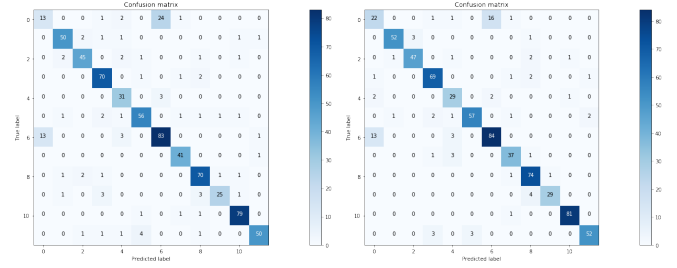 Confusion matrix
0 13 0 0 1 2 0 24 0 1 0 0 0
0 50 2 1 1 0 0 0 0 0 1 1
2 0 2 45 0 2 1 0 0 1 0 1 0
0 0 0 70 0 1 0 1 2 0 0 0
4 0 0 0 0 31 0 3 0 0 0 0 0
0 1 0 2 1 56 0 1 1 0 0 1
6 13 0 0 0 3 0 83 0 0 0 0 1
0 0 0 0 0 0 0 41 0 0 0 1
8 0 1 2 0 0 1 0 0 70 1 0 0
0 1 0 3 0 0 0 0 3 25 1 0
10 0 0 0 0 0 1 0 1 0 0 79 0
0 0 1 1 1 4 0 0 1 0 0 50
0 2 4 6 8 10
True label
Predicted label
80
70
60
50
40
30
20
10
0
Confusion matrix
0 22 0 0 1 1 0 16 1 0 0 0 0
0 52 3 0 0 0 0 0 0 0 0 0
2 0 1 47 0 1 0 0 0 2 0 1 0
1 0 0 69 0 1 0 0 2 0 0 1
4 2 0 0 0 29 0 2 0 0 0 1 0
0 0 1 2 1 57 0 0 0 0 0 2
6 13 0 0 0 3 0 84 0 0 0 0 0
0 0 0 1 3 0 0 37 1 0 0 0
8 0 0 0 0 0 0 0 0 74 1 0 0
0 0 0 0 0 0 0 0 4 29 0 0
10 0 0 0 0 0 0 0 0 0 0 81 0
0 0 0 3 0 3 0 0 0 0 0 52
0 2 4 6 8 10
True label
Predicted label
80
70
60
50
40
30
20
10
0